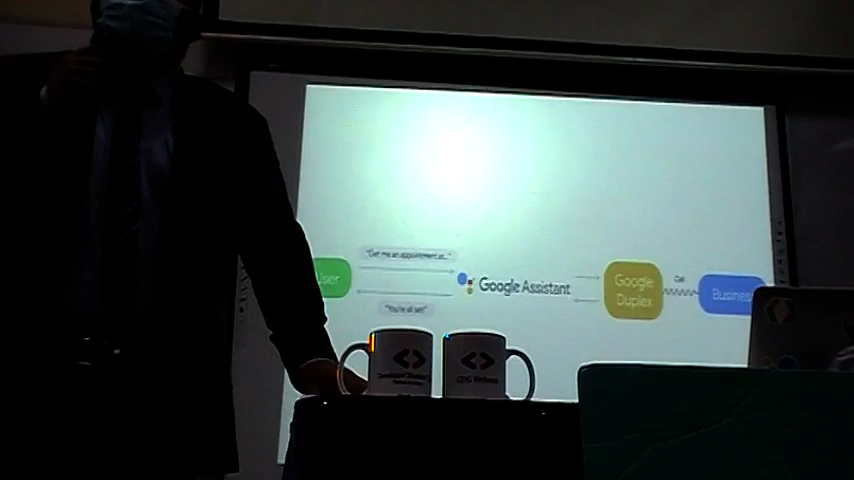 "Get me an appointment at..."
User
Google Assistant
Google
Duplex
Call
Business
"You're all set!"
GDG